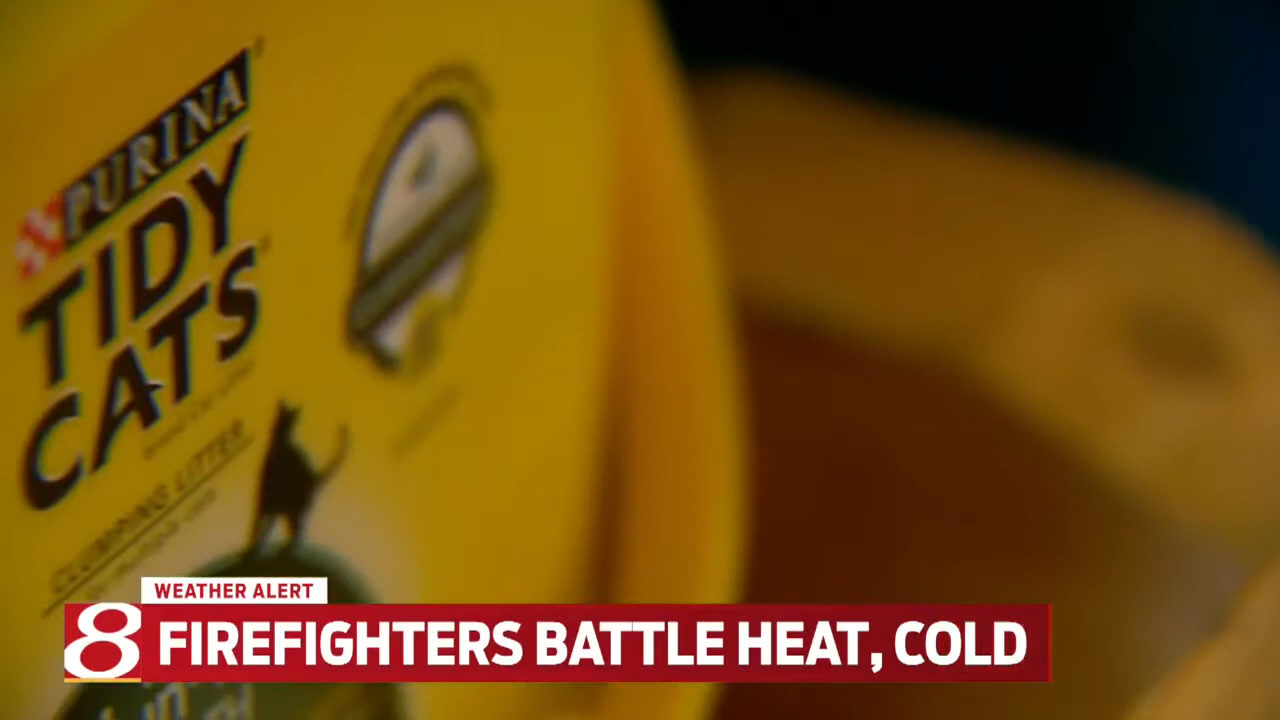 PURINA
TIDY
CATS
CLUMPING LITTER
WEATHER ALERT
8 FIREFIGHTERS BATTLE HEAT, COLD